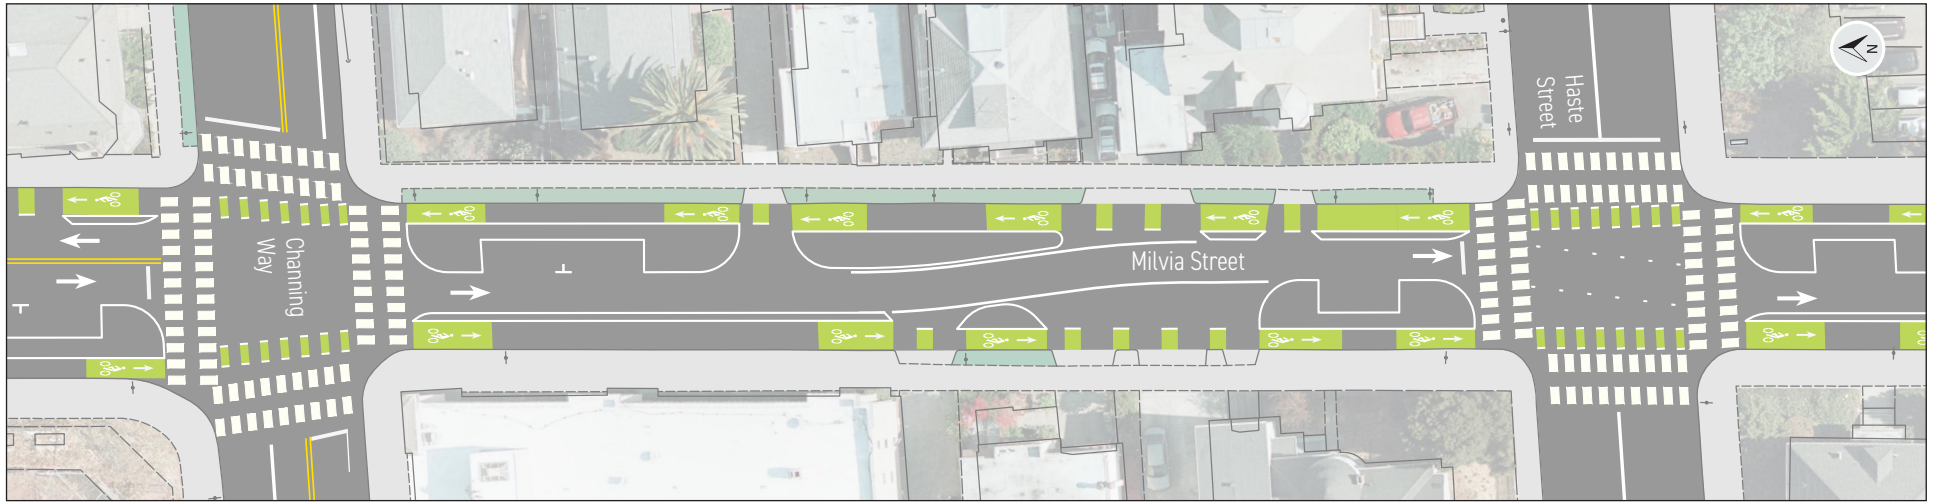 Channing
Way
Milvia Street
Haste
Street
N